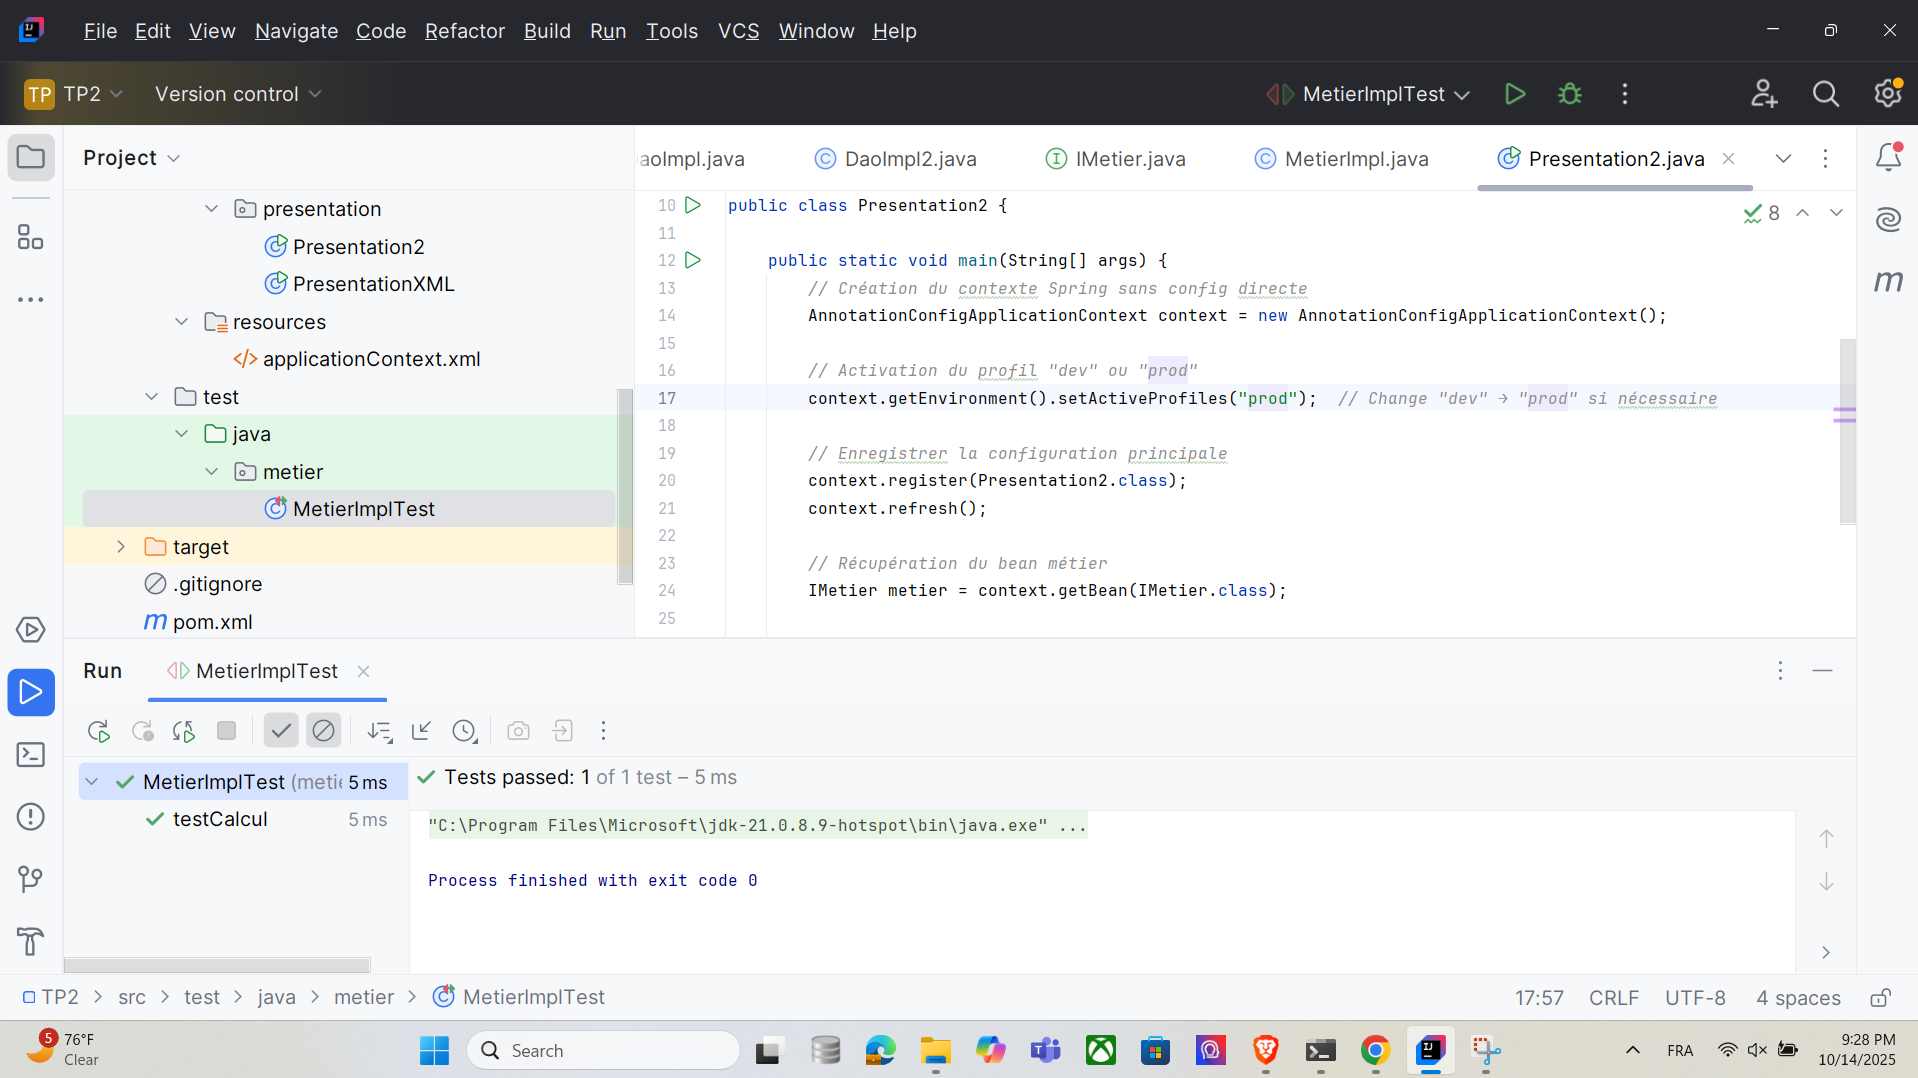 File Edit View Navigate Code Refactor Build Run Tools VCS Window Help
TP TP2 Version control MetierImplTest
Project
aoImpl.java DaoImpl2.java IMetier.java MetierImpl.java Presentation2.java
presentation
Presentation2
PresentationXML
resources
applicationContext.xml
test
java
metier
MetierImplTest
target
.gitignore
pom.xml
8
10 public class Presentation2 {
11
12 public static void main(String[] args) {
13 // Création du contexte Spring sans config directe
14 AnnotationConfigApplicationContext context = new AnnotationConfigApplicationContext();
15
16 // Activation du profil "dev" ou "prod"
17 context.getEnvironment().setActiveProfiles("prod"); // Change "dev" → "prod" si nécessaire
18
19 // Enregistrer la configuration principale
20 context.register(Presentation2.class);
21 context.refresh();
22
23 // Récupération du bean métier
24 IMetier metier = context.getBean(IMetier.class);
25
Run MetierImplTest
MetierImplTest (metie 5 ms
testCalcul 5 ms
Tests passed: 1 of 1 test – 5 ms
"C:\Program Files\Microsoft\jdk-21.0.8.9-hotspot\bin\java.exe" ...
Process finished with exit code 0
TP2 > src > test > java > metier > MetierImplTest
17:57 CRLF UTF-8 4 spaces
5 76°F
Clear
Search
FRA
9:28 PM
10/14/2025